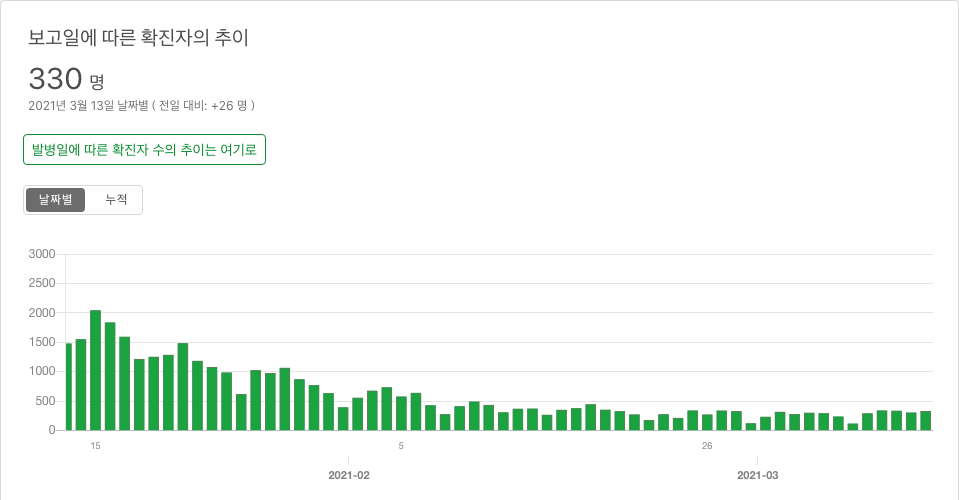 보고일에 따른 확진자의 추이
330 명
2021년 3월 13일 날짜별 ( 전일 대비: +26 명 )
발병일에 따른 확진자 수의 추이는 여기로
날짜별 누적
3000
2500
2000
1500
1000
500
0
15 5 26
2021-02 2021-03